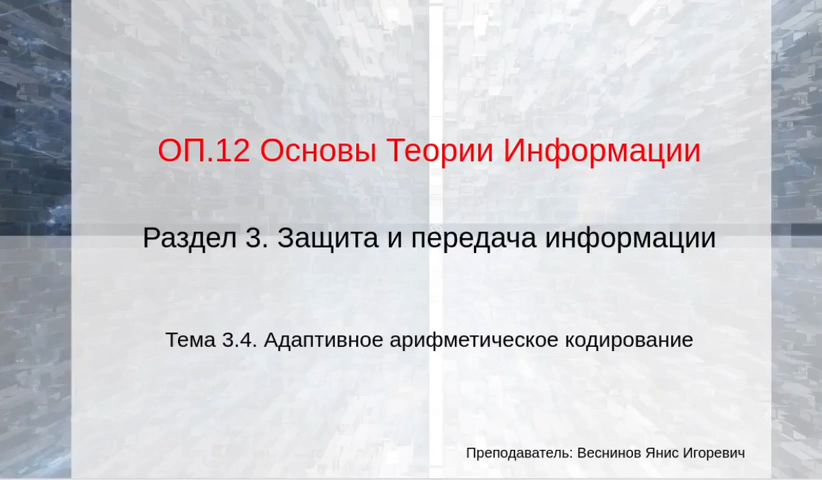 ОП.12 Основы Теории Информации
Раздел 3. Защита и передача информации
Тема 3.4. Адаптивное арифметическое кодирование
Преподаватель: Веснинов Янис Игоревич